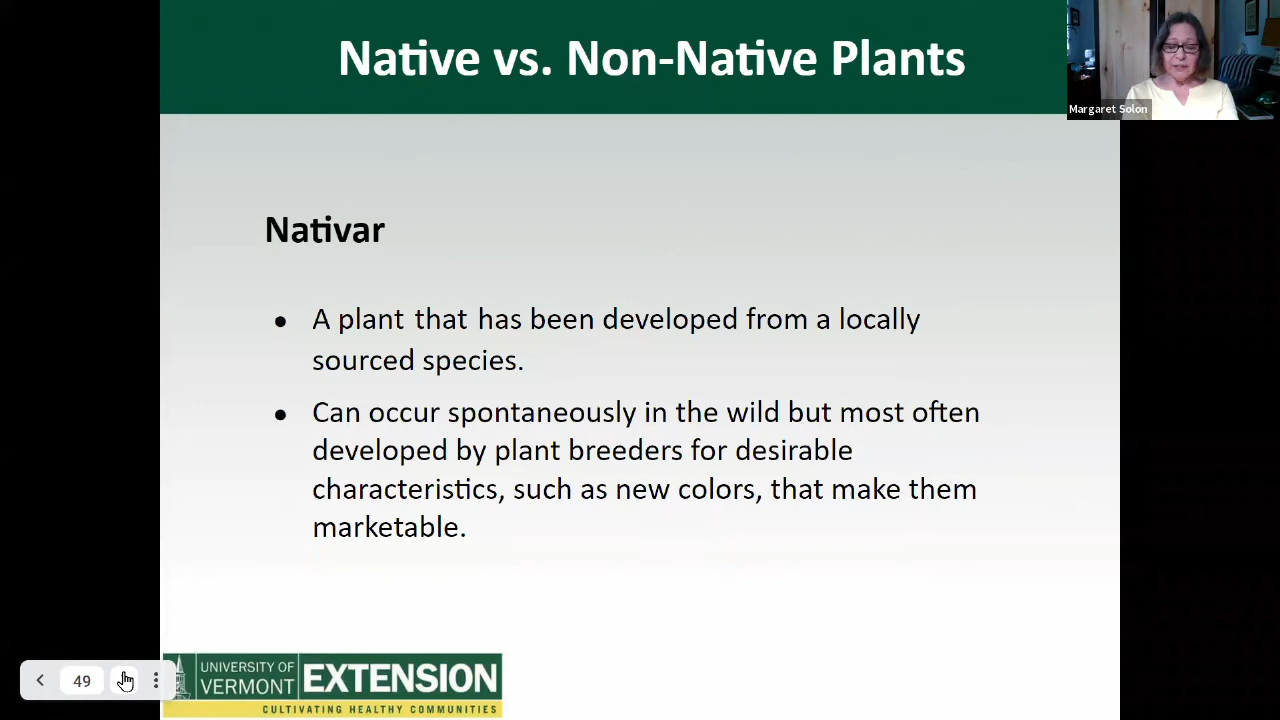 Native vs. Non-Native Plants
Margaret Solon
Nativar
● A plant that has been developed from a locally
sourced species.
● Can occur spontaneously in the wild but most often
developed by plant breeders for desirable
characteristics, such as new colors, that make them
marketable.
49
UNIVERSITY OF
VERMONT
EXTENSION
CULTIVATING HEALTHY COMMUNITIES